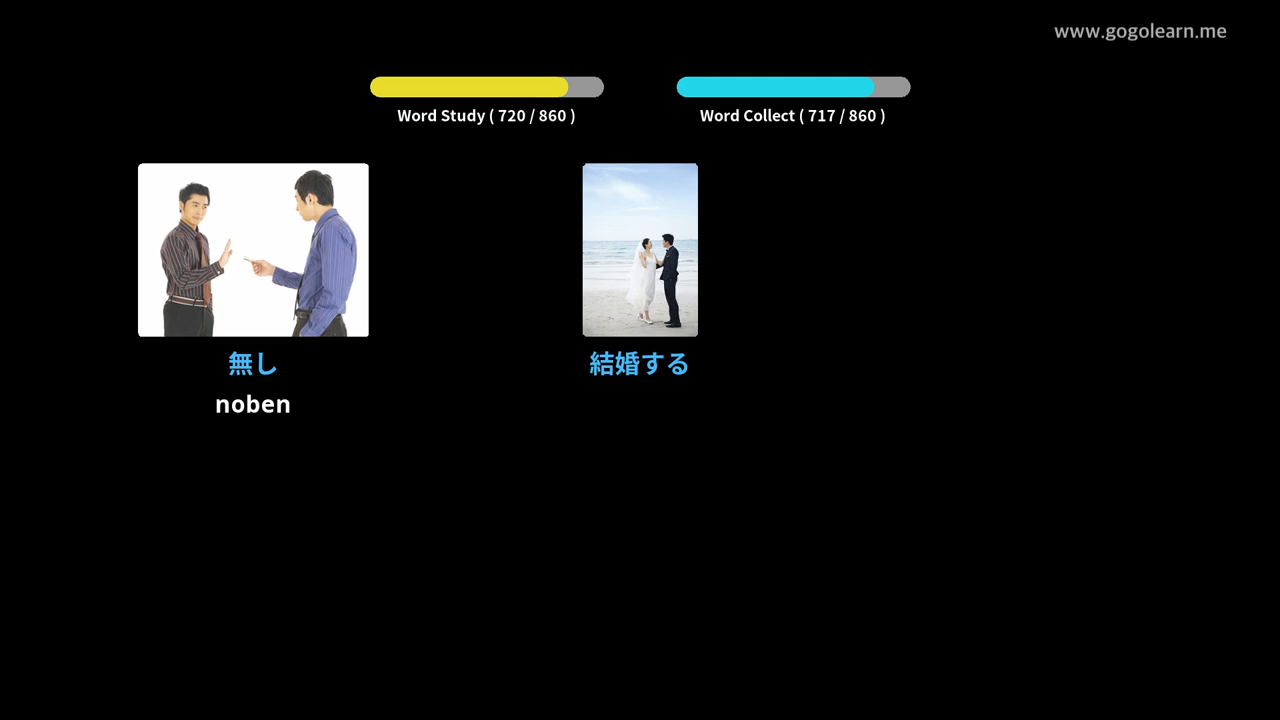 www.gogolearn.me
Word Study ( 720 / 860 )
Word Collect ( 717 / 860 )
無し
noben
結婚する